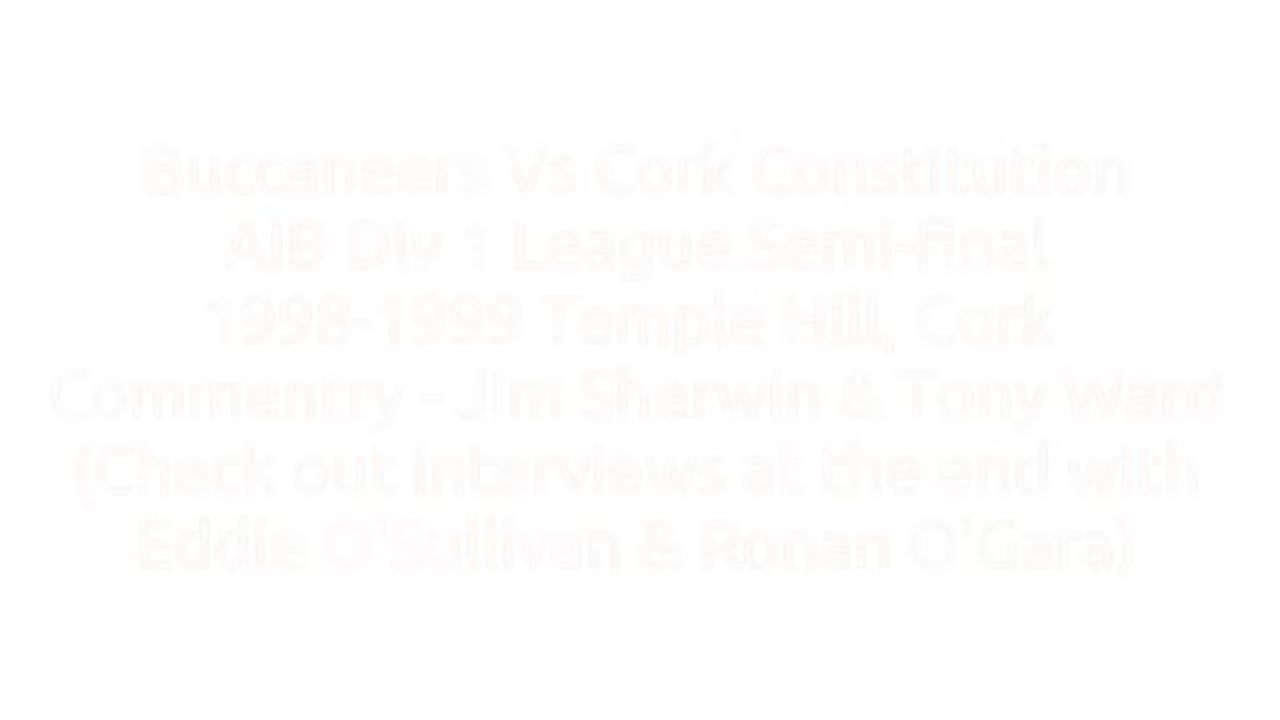 Buccaneers Vs Cork Constitution
AIB Div 1 League Semi-final
1998-1999 Temple Hill, Cork
Commentry - Jim Sherwin & Tony Ward
(Check out interviews at the end with
Eddie O'Sullivan & Ronan O'Gara)